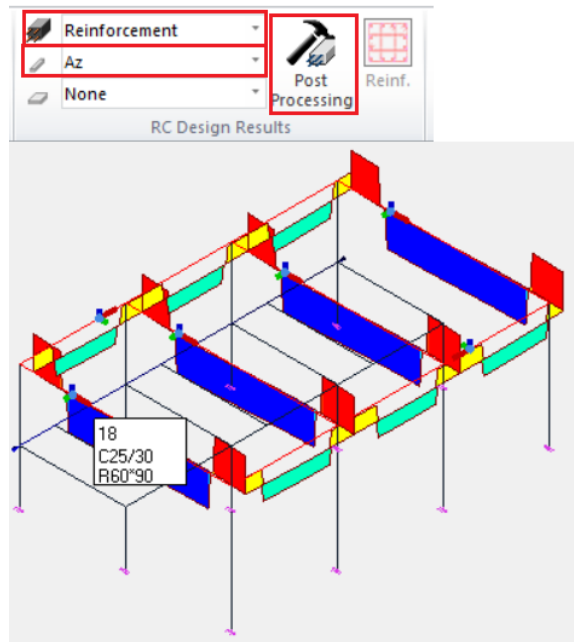 Reinforcement
Az
None
Post
Processing
Reinf.
RC Design Results
18
C25/30
R60*90